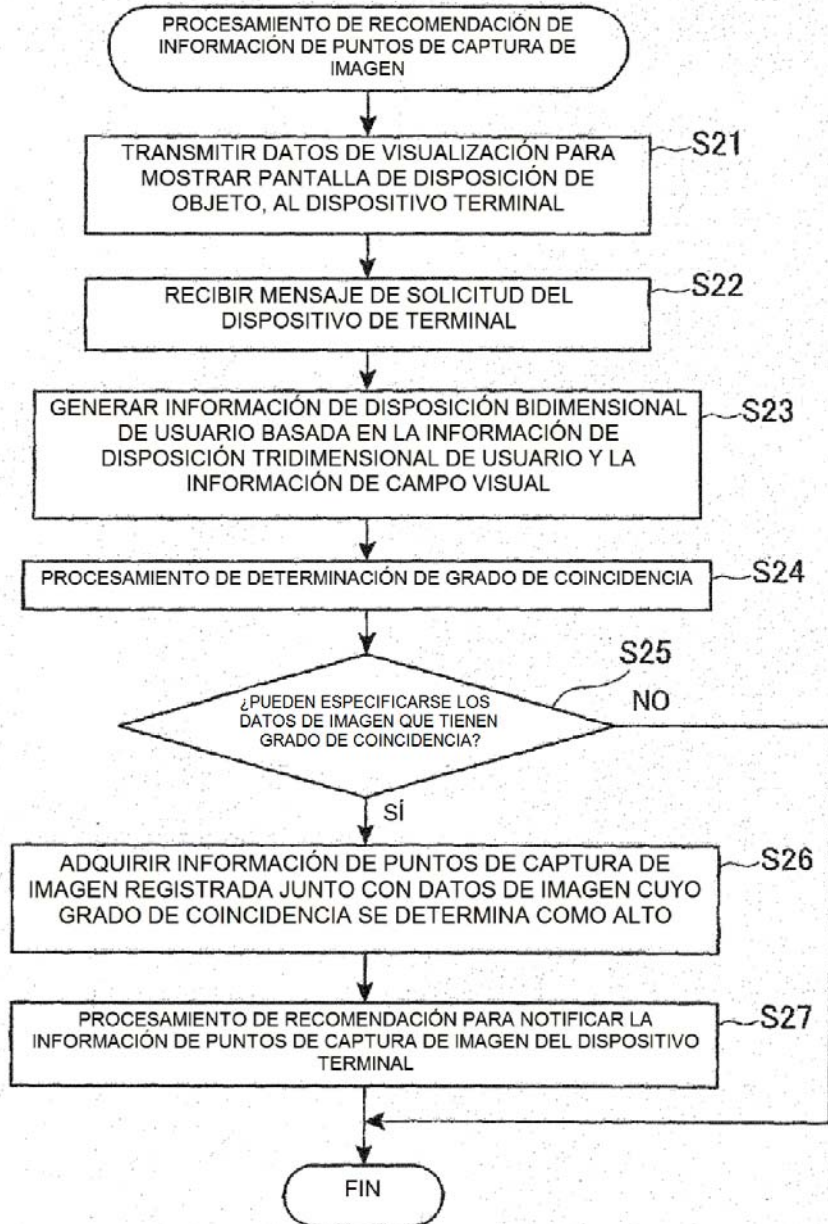 PROCESAMIENTO DE RECOMENDACIÓN DE
INFORMACIÓN DE PUNTOS DE CAPTURA DE
IMAGEN
S21
TRANSMITIR DATOS DE VISUALIZACIÓN PARA
MOSTRAR PANTALLA DE DISPOSICIÓN DE
OBJETO, AL DISPOSITIVO TERMINAL
S22
RECIBIR MENSAJE DE SOLICITUD DEL
DISPOSITIVO DE TERMINAL
S23
GENERAR INFORMACIÓN DE DISPOSICIÓN BIDIMENSIONAL
DE USUARIO BASADA EN LA INFORMACIÓN DE
DISPOSICIÓN TRIDIMENSIONAL DE USUARIO Y LA
INFORMACIÓN DE CAMPO VISUAL
S24
PROCESAMIENTO DE DETERMINACIÓN DE GRADO DE COINCIDENCIA
S25
¿PUEDEN ESPECIFICARSE LOS
DATOS DE IMAGEN QUE TIENEN
GRADO DE COINCIDENCIA?
NO
SÍ
S26
ADQUIRIR INFORMACIÓN DE PUNTOS DE CAPTURA DE
IMAGEN REGISTRADA JUNTO CON DATOS DE IMAGEN CUYO
GRADO DE COINCIDENCIA SE DETERMINA COMO ALTO
S27
PROCESAMIENTO DE RECOMENDACIÓN PARA NOTIFICAR LA
INFORMACIÓN DE PUNTOS DE CAPTURA DE IMAGEN DEL DISPOSITIVO
TERMINAL
FIN